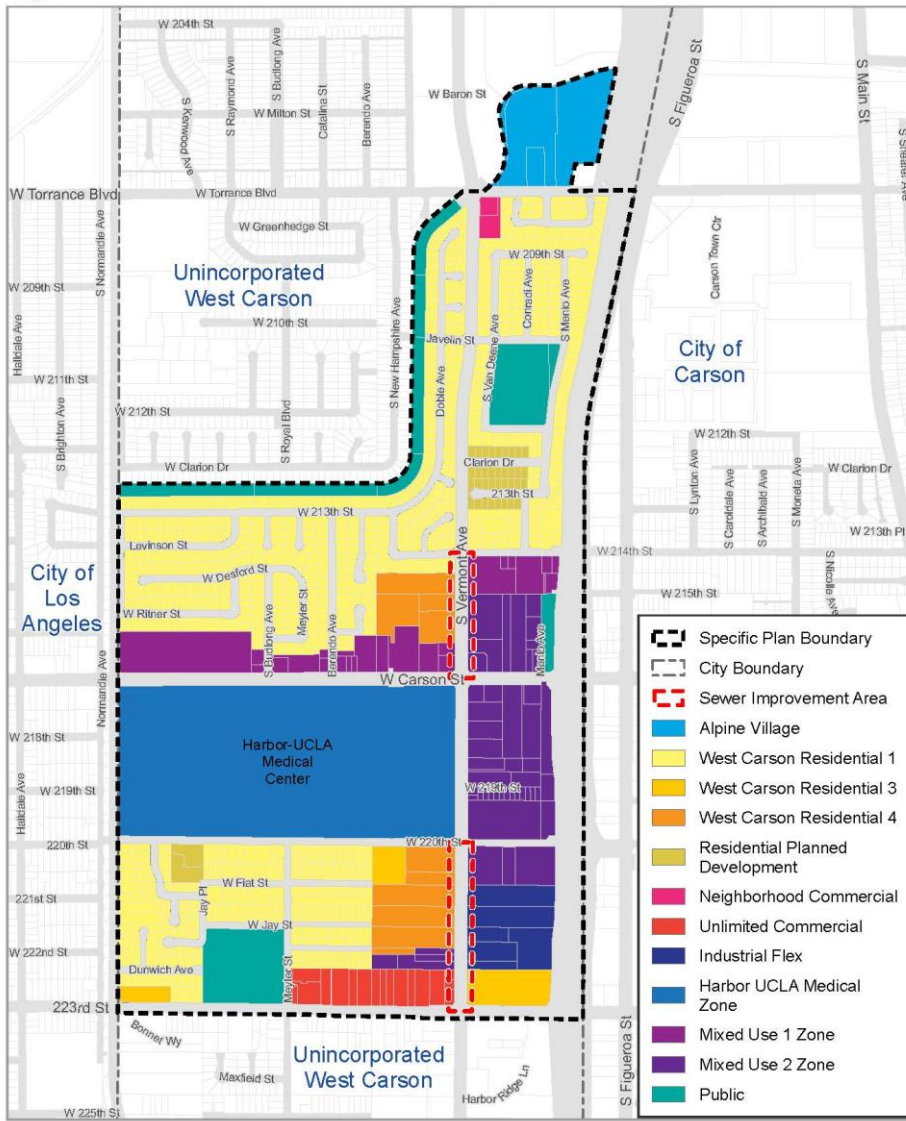 W 204th St
S Kenwood Ave
S Raymond Ave
S Budlong Ave
Catalina St
Berendo Ave
W Milton St
W Baron St
S Figueroa St
S Main St
W Torrance Blvd
W Torrance Blvd
S Normandie Ave
W Greenhedge St
Unincorporated
West Carson
W 209th St
W 209th St
Halldale Ave
W 210th St
S New Hampshire Ave
Javelin St
Doble Ave
S Van Deene Ave
Conradi Ave
S Menlo Ave
Carson Town Ctr
City of
Carson
W 211th St
S Brighton Ave
W 212th St
S Royal Blvd
W Clarion Dr
Clarion Dr
213th St
W 212th St
S Lynton Ave
S Caroldale Ave
S Archibald Ave
S Moneta Ave
W Clarion Dr
W 213th Pl
W 213th St
Levinson St
S Vermont Ave
W 214th St
S Nicolle Ave
City of
Los
Angeles
W Desford St
W Ritner St
S Budlong Ave
Meyler St
Berendo Ave
Menlo Ave
W 215th St
W Carson St
Normandie Ave
W 218th St
Harbor-UCLA
Medical
Center
W 219th St
W 219th St
Halldale Ave
220th St
W 220th St
W Flat St
221st St
Jay Pl
W Jay St
W 222nd St
Dunwich Ave
Meyler St
223rd St
Bonner Wy
Unincorporated
West Carson
Maxfield St
Harbor Ridge Ln
S Figueroa St
W 225th St
Specific Plan Boundary
City Boundary
Sewer Improvement Area
Alpine Village
West Carson Residential 1
West Carson Residential 3
West Carson Residential 4
Residential Planned
Development
Neighborhood Commercial
Unlimited Commercial
Industrial Flex
Harbor UCLA Medical
Zone
Mixed Use 1 Zone
Mixed Use 2 Zone
Public